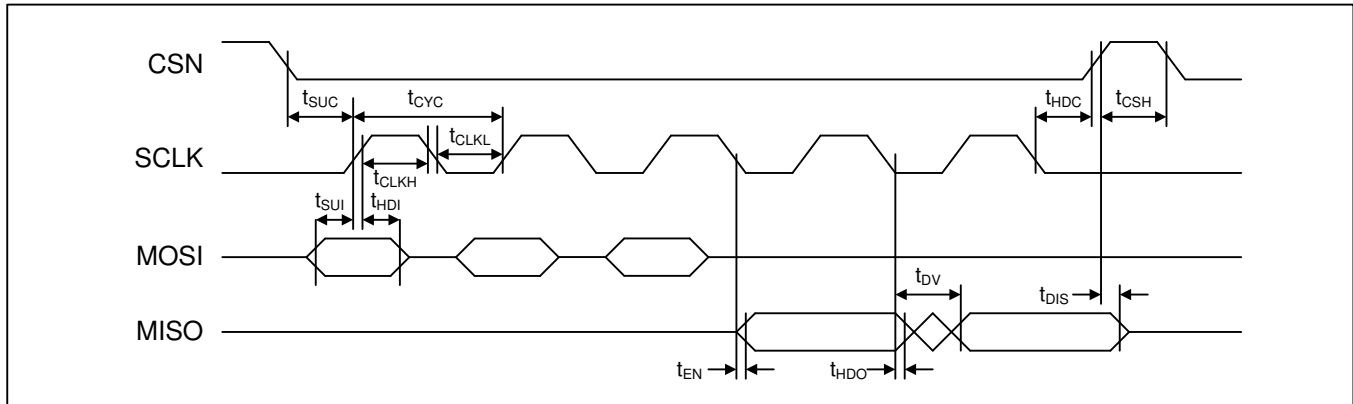 CSN
tSUC
tCYC
tHDC
tCSH
SCLK
tCLKL
tCLKH
tSUI
tHDI
MOSI
tDV
tDIS
MISO
tEN
tHDO